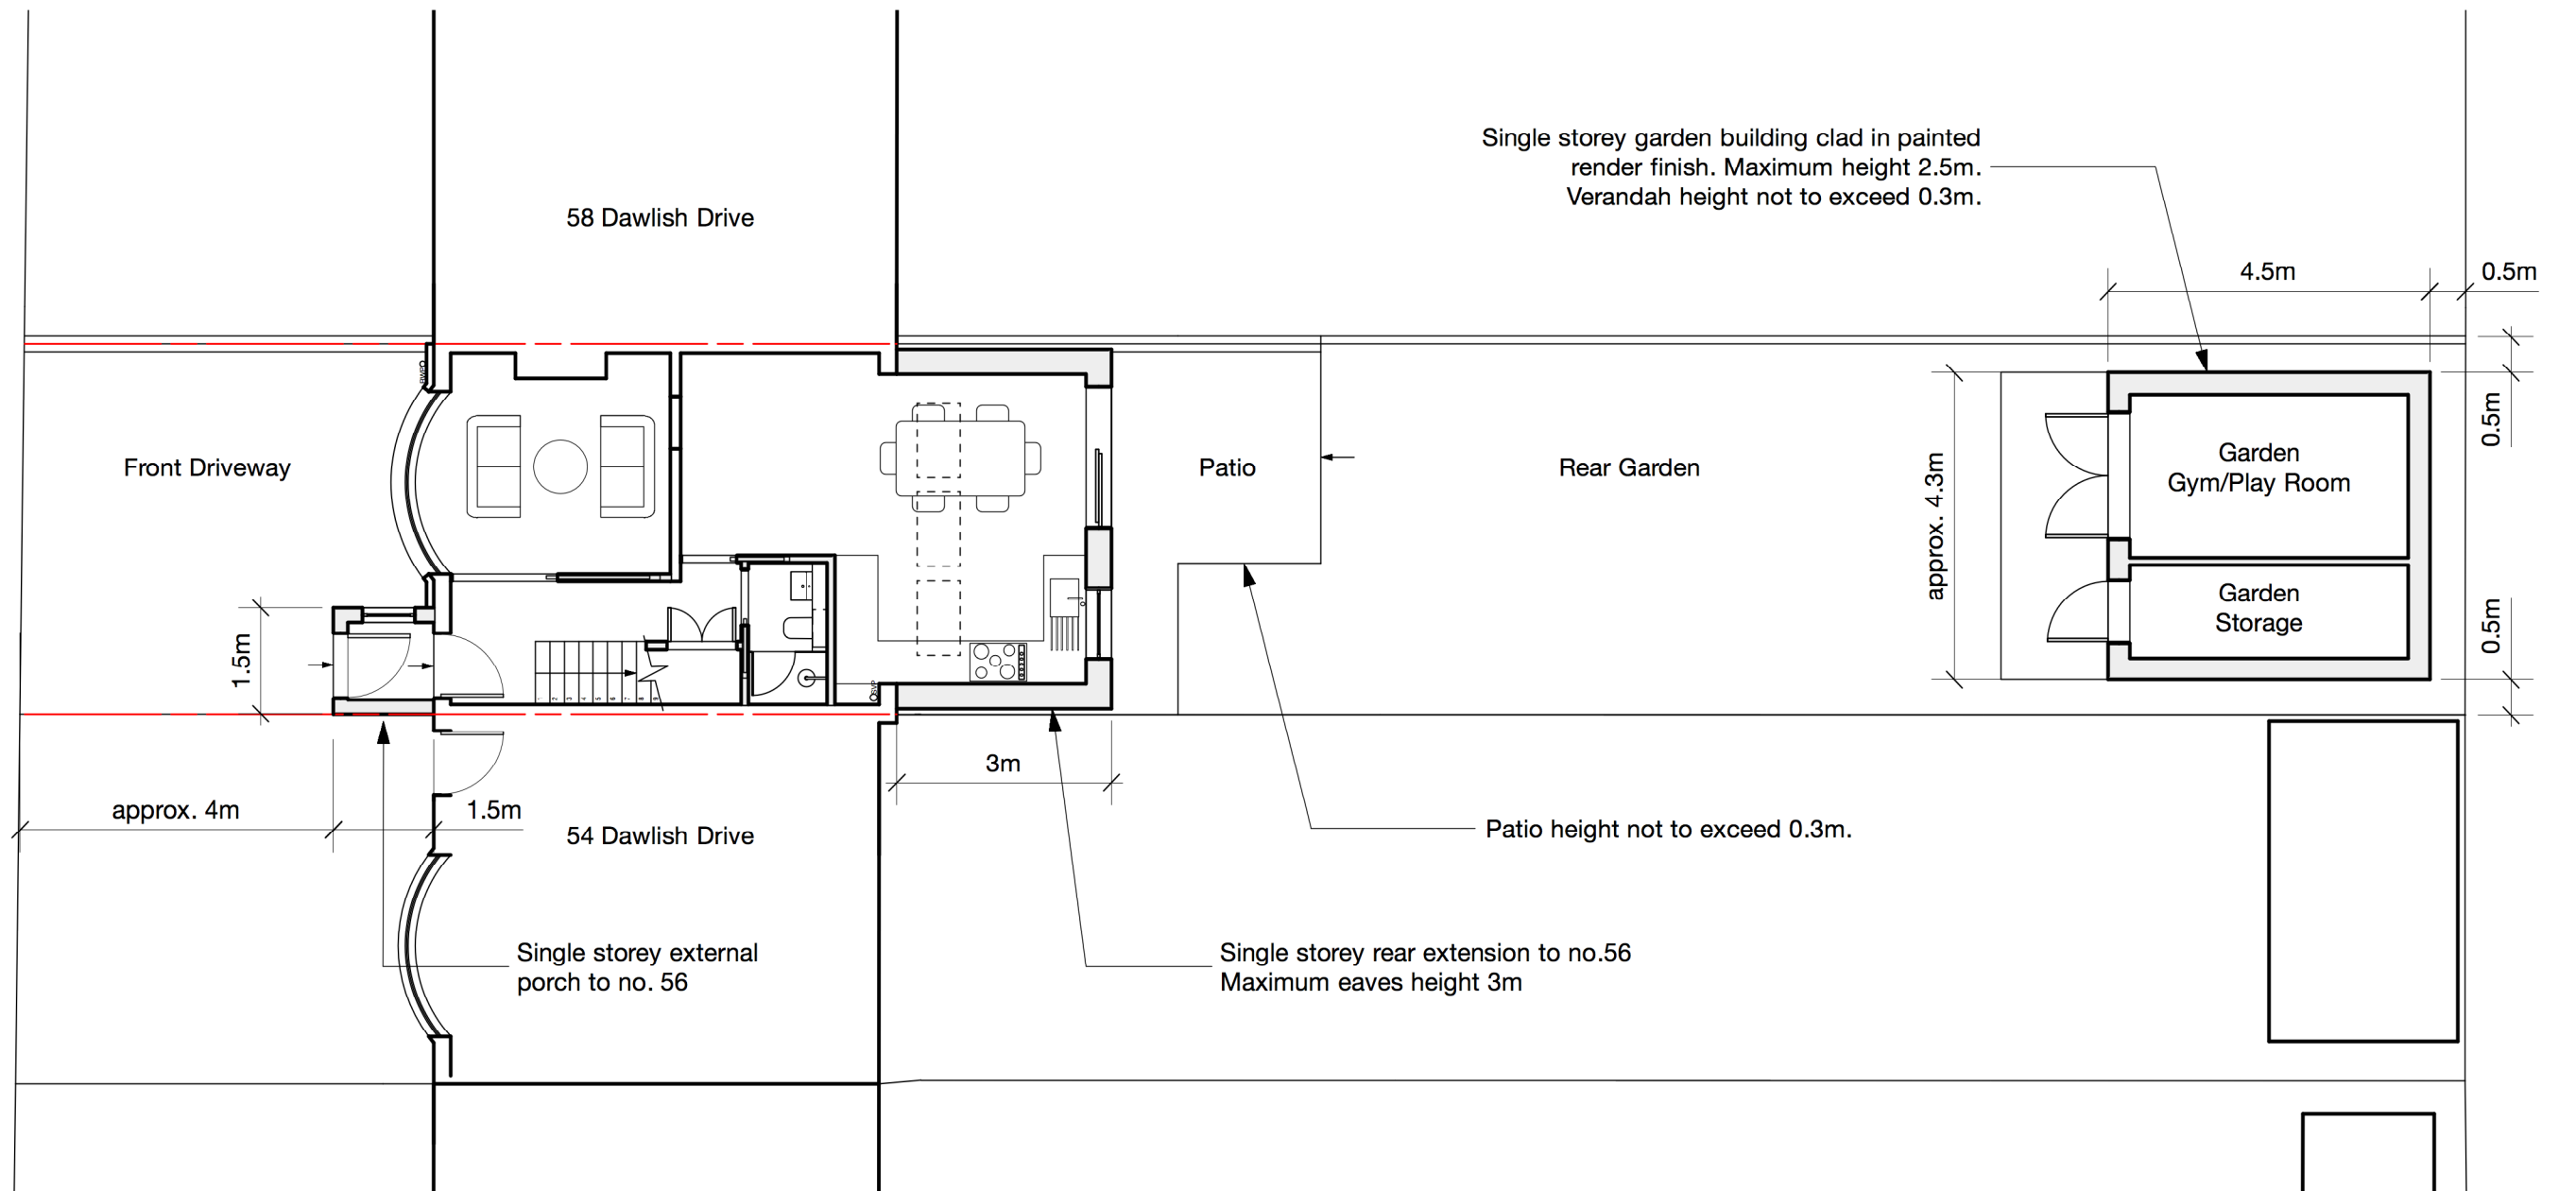 Single storey garden building clad in painted
render finish. Maximum height 2.5m.
Verandah height not to exceed 0.3m.
58 Dawlish Drive
4.5m
0.5m
Front Driveway
Patio
Rear Garden
approx. 4.3m
Garden
Gym/Play Room
0.5m
Garden
Storage
0.5m
1.5m
RWP
SVP
3m
approx. 4m
1.5m
54 Dawlish Drive
Patio height not to exceed 0.3m.
Single storey external
porch to no. 56
Single storey rear extension to no.56
Maximum eaves height 3m